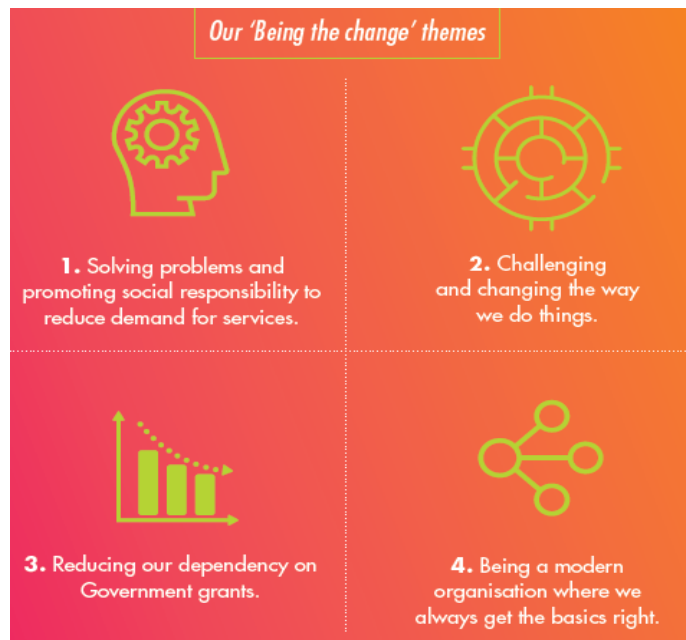 Our ‘Being the change’ themes
1. Solving problems and
promoting social responsibility to
reduce demand for services.
2. Challenging
and changing the way
we do things.
3. Reducing our dependency on
Government grants.
4. Being a modern
organisation where we
always get the basics right.